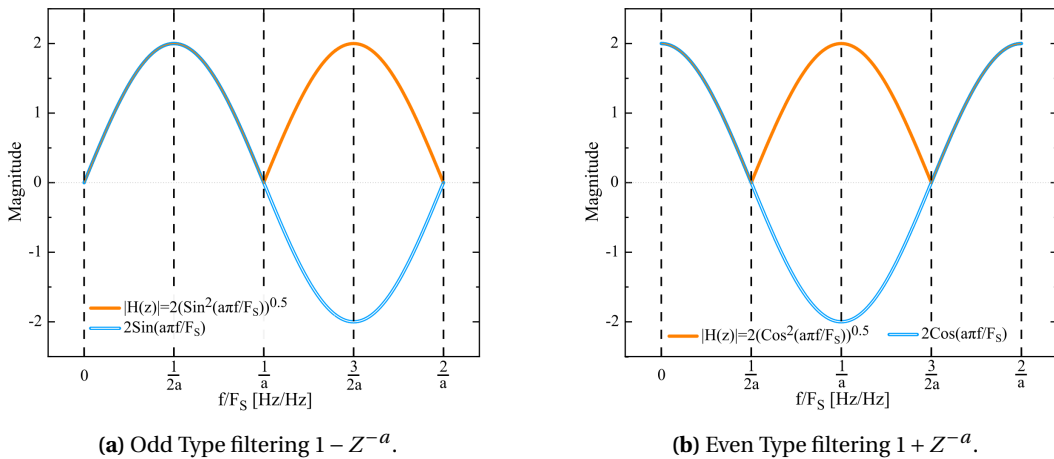 2
1
0
-1
-2
Magnitude
|H(z)|=2(Sin²(aπf/F_S))^0.5
2Sin(aπf/F_S)
0
1/2a
1/a
3/2a
2/a
f/F_S [Hz/Hz]
(a) Odd Type filtering 1 − Z^−a.
2
1
0
-1
-2
Magnitude
|H(z)|=2(Cos²(aπf/F_S))^0.5
2Cos(aπf/F_S)
0
1/2a
1/a
3/2a
2/a
f/F_S [Hz/Hz]
(b) Even Type filtering 1 + Z^−a.